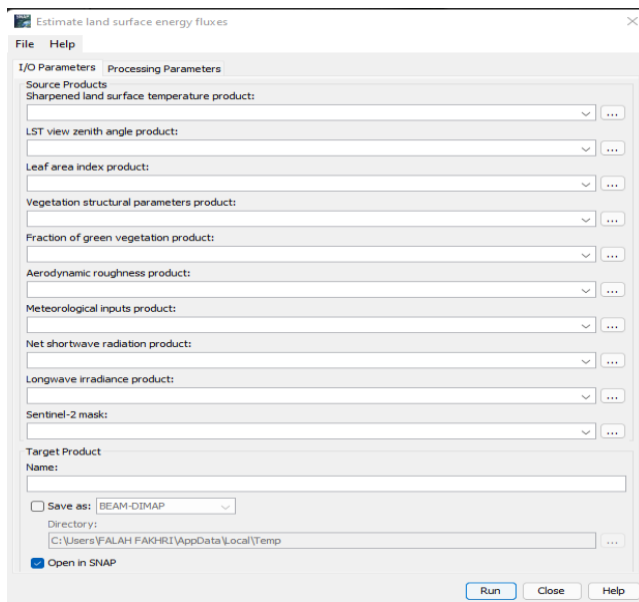 Estimate land surface energy fluxes
File Help
I/O Parameters Processing Parameters
Source Products
Sharpened land surface temperature product:
...
LST view zenith angle product:
...
Leaf area index product:
...
Vegetation structural parameters product:
...
Fraction of green vegetation product:
...
Aerodynamic roughness product:
...
Meteorological inputs product:
...
Net shortwave radiation product:
...
Longwave irradiance product:
...
Sentinel-2 mask:
...
Target Product
Name:
Save as: BEAM-DIMAP
Directory:
C:\Users\FALAH FAKHRI\AppData\Local\Temp ...
Open in SNAP
Run Close Help